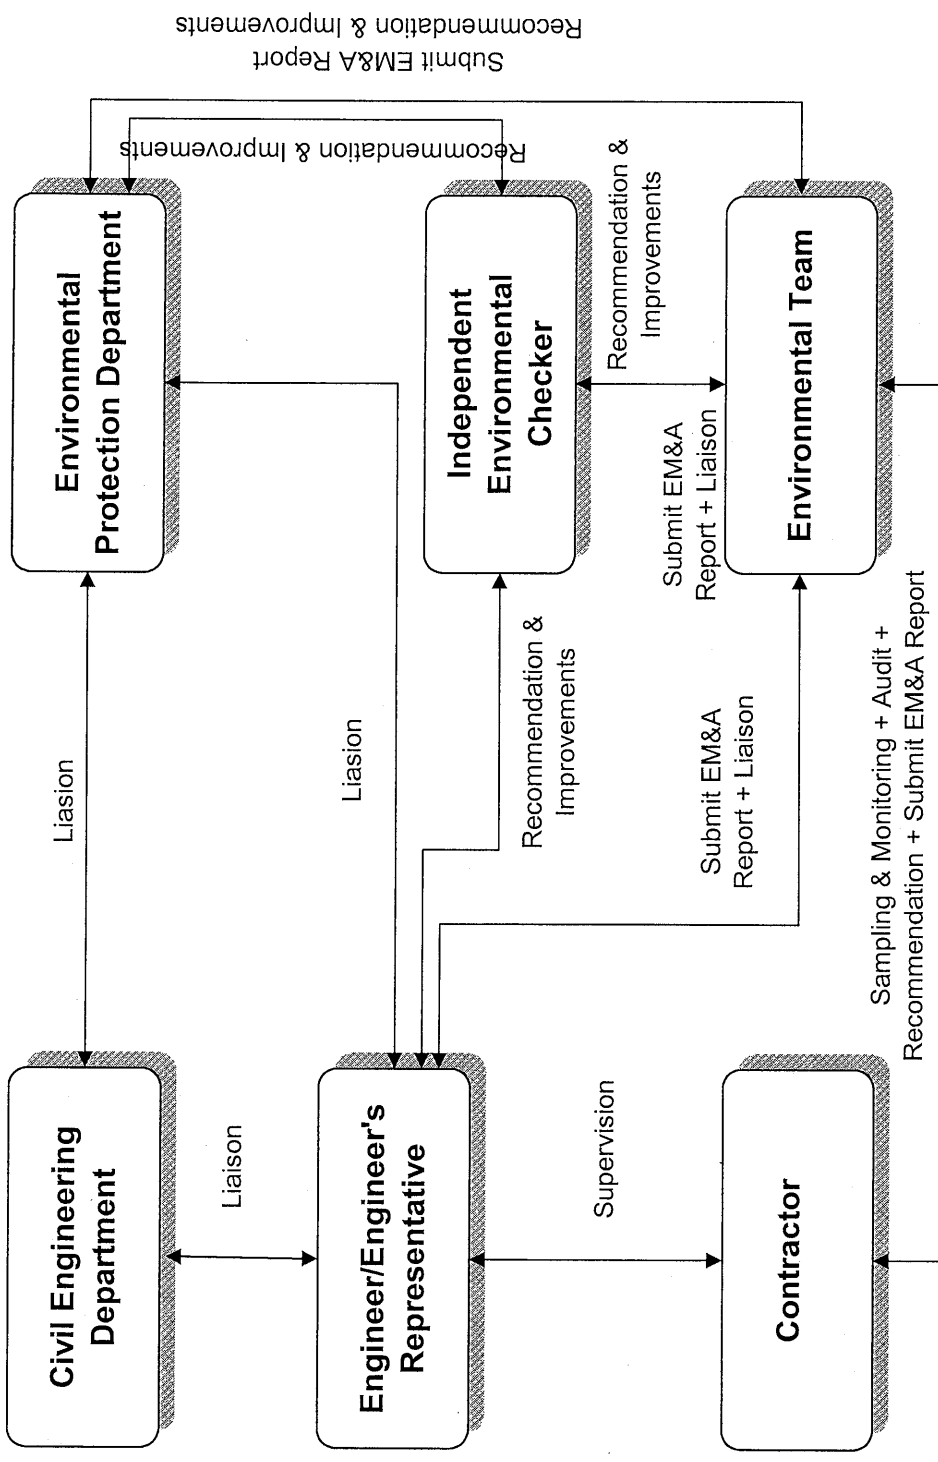 Civil Engineering
Department
Liasion
Environmental
Protection Department
Liaison
Liasion
Engineer/Engineer's
Representative
Recommendation &
Improvements
Independent
Environmental
Checker
Recommendation & Improvements
Submit EM&A Report
Recommendation & Improvements
Supervision
Submit EM&A
Report + Liaison
Submit EM&A
Report + Liaison
Recommendation &
Improvements
Contractor
Environmental Team
Sampling & Monitoring + Audit +
Recommendation + Submit EM&A Report